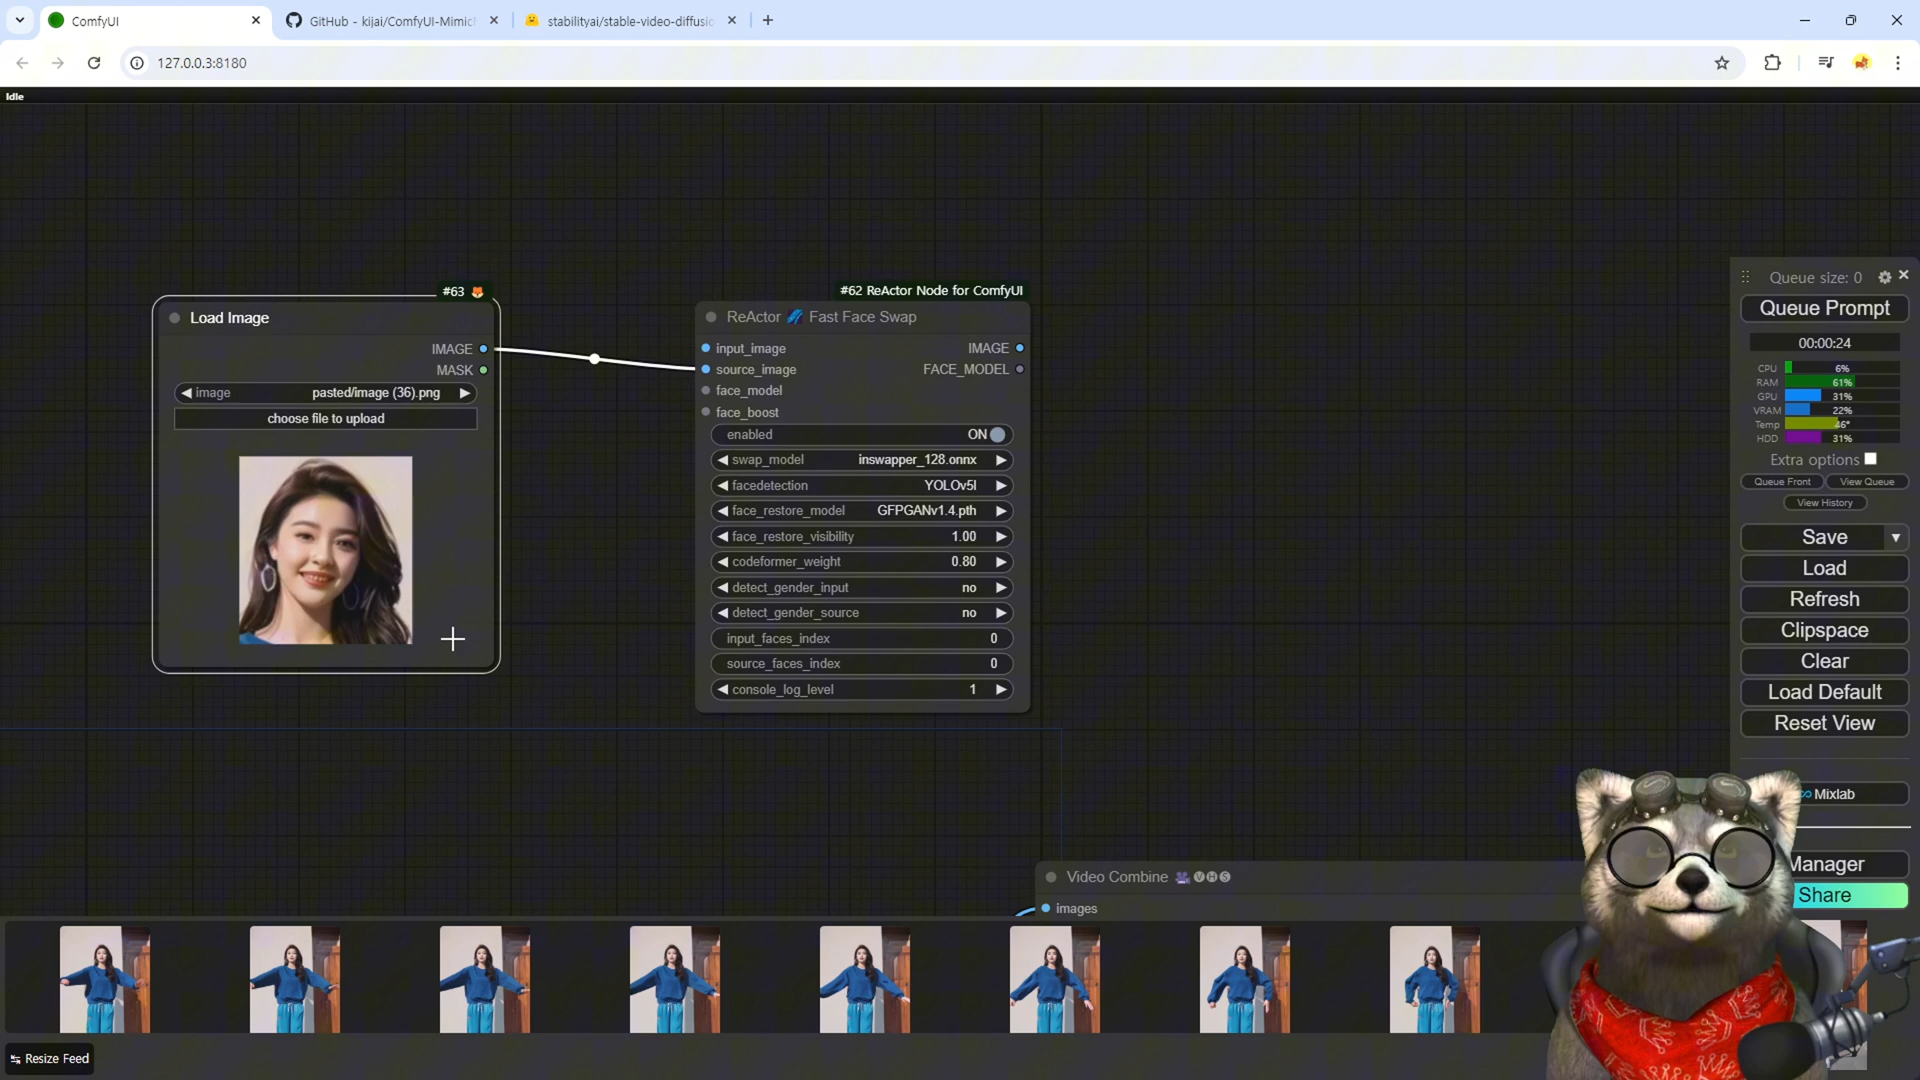 ComfyUI
GitHub - kijai/ComfyUI-Mimic
stabilityai/stable-video-diffusio
127.0.0.3:8180
Idle
#63
Load Image
IMAGE
MASK
image pasted/image (36).png
choose file to upload
#62 ReActor Node for ComfyUI
ReActor Fast Face Swap
input_image IMAGE
source_image FACE_MODEL
face_model
face_boost
enabled ON
swap_model inswapper_128.onnx
facedetection YOLOv5l
face_restore_model GFPGANv1.4.pth
face_restore_visibility 1.00
codeformer_weight 0.80
detect_gender_input no
detect_gender_source no
input_faces_index 0
source_faces_index 0
console_log_level 1
Queue size: 0
Queue Prompt
00:00:24
CPU 6%
RAM 61%
GPU 31%
VRAM 22%
Temp 46°
HDD 31%
Extra options
Queue Front View Queue
View History
Save
Load
Refresh
Clipspace
Clear
Load Default
Reset View
Mixlab
Manager
Share
Video Combine VHS
images
Resize Feed